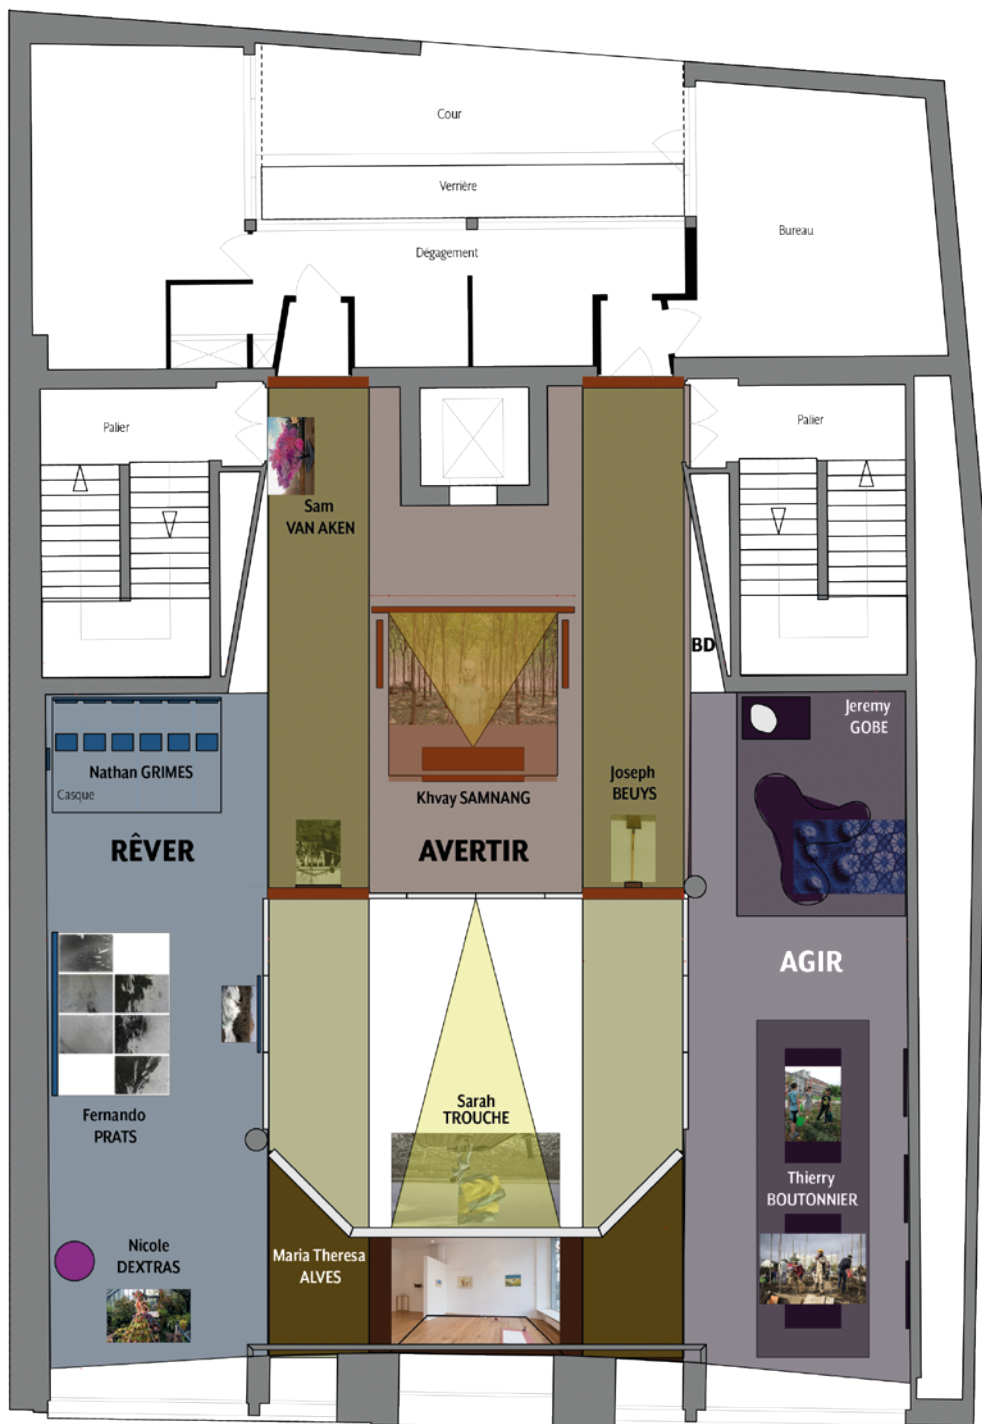 Cour
Verrière
Bureau
Dégagement
Palier
Palier
Sam
VAN AKEN
BD
Jeremy
GOBE
Nathan GRIMES
Casque
Khvay SAMNANG
Joseph
BEUYS
RÊVER
AVERTIR
AGIR
Sarah
TROUCHE
Fernando
PRATS
Thierry
BOUTONNIER
Nicole
DEXTRAS
Maria Theresa
ALVES